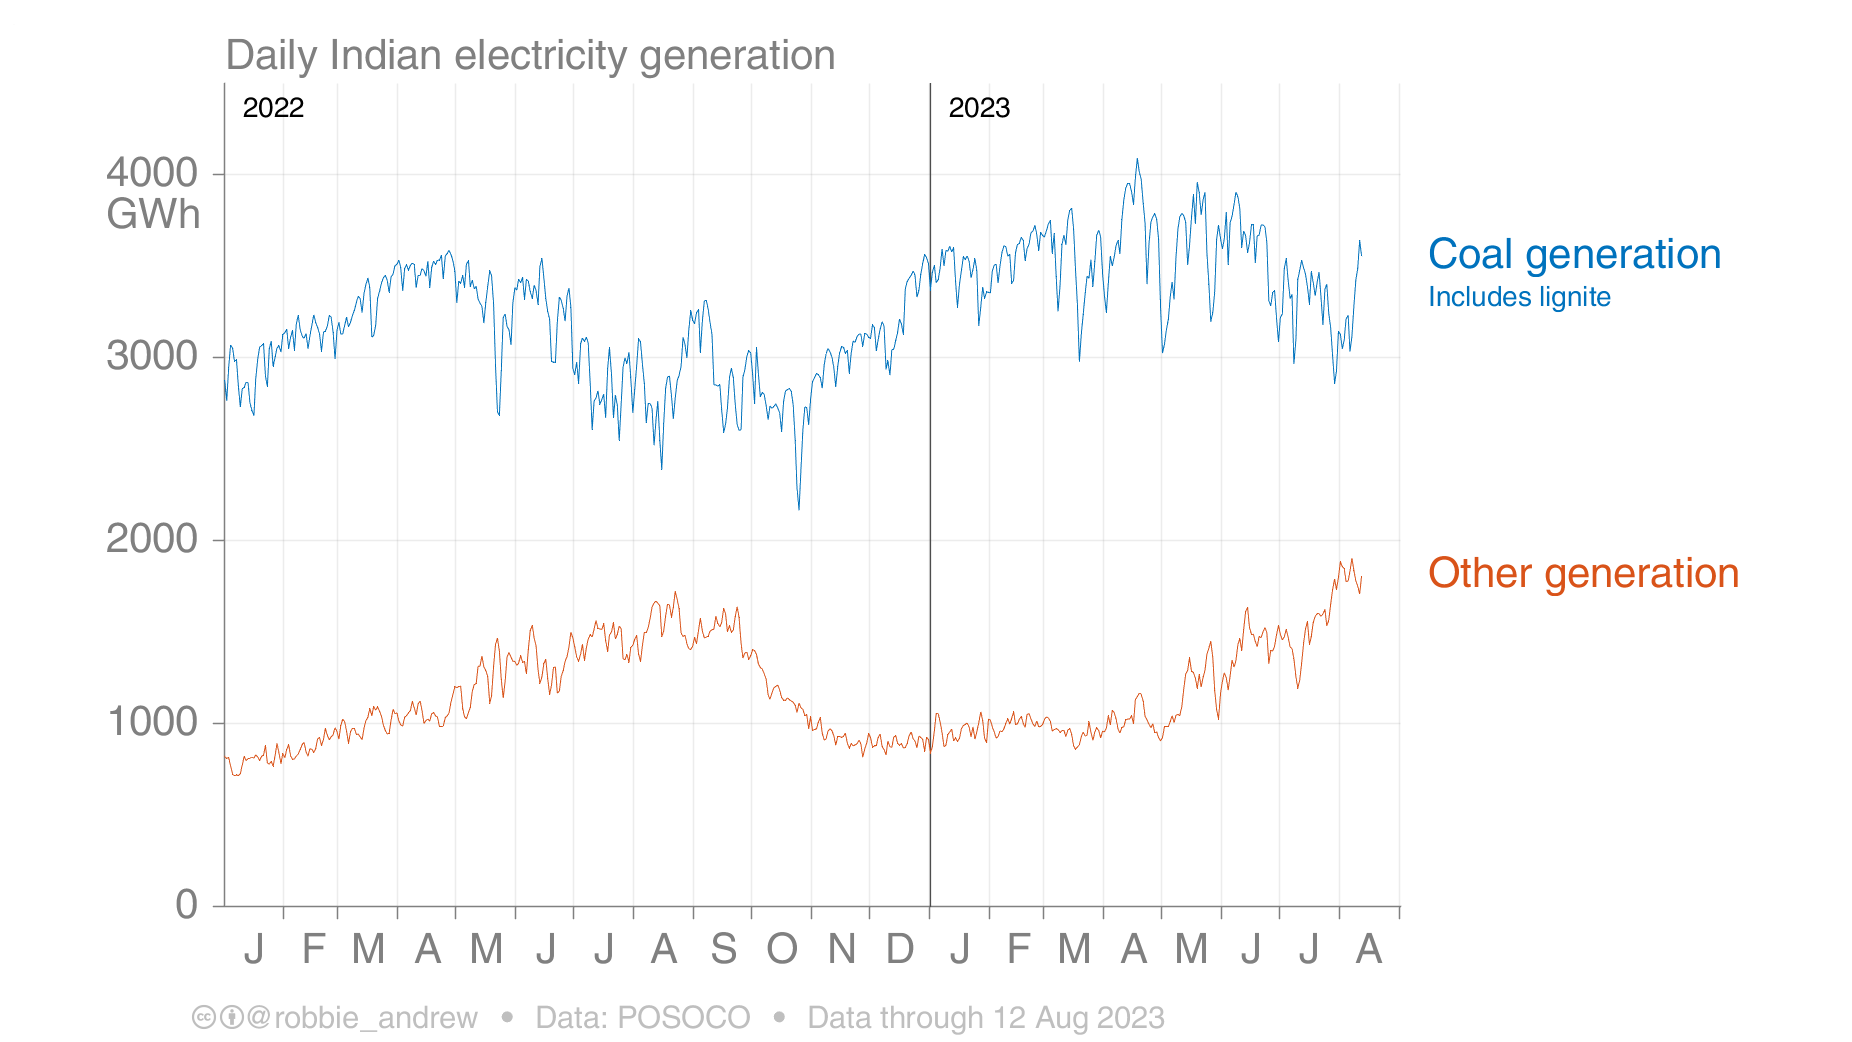 Daily Indian electricity generation
2022
2023
4000
GWh
3000
2000
1000
0
Coal generation
Includes lignite
Other generation
J F M A M J J A S O N D J F M A M J J A
cc @robbie_andrew • Data: POSOCO • Data through 12 Aug 2023